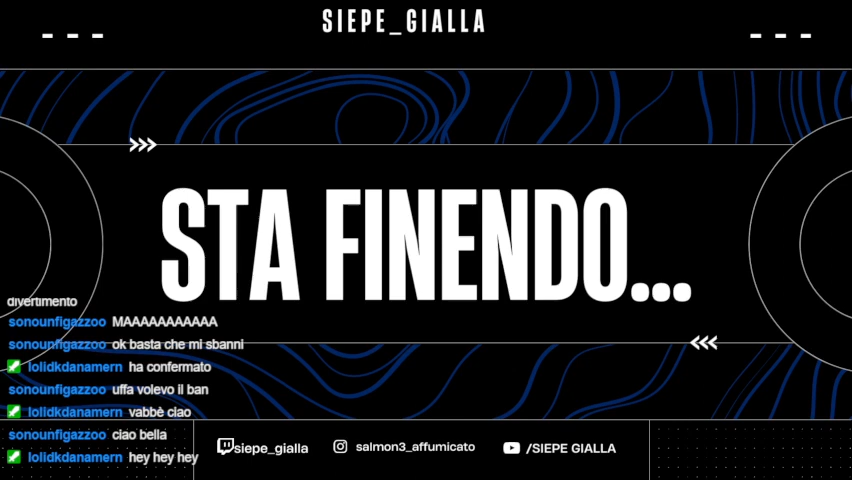 SIEPE_GIALLA
STA FINENDO...
divertimento
sonounfigazzoo MAAAAAAAAAAA
sonounfigazzoo ok basta che mi sbanni
lolidkdanamern ha confermato
sonounfigazzoo uffa volevo il ban
lolidkdanamern vabbè ciao
sonounfigazzoo ciao bella
lolidkdanamern hey hey hey
siepe_gialla
salmon3_affumicato
/SIEPE GIALLA